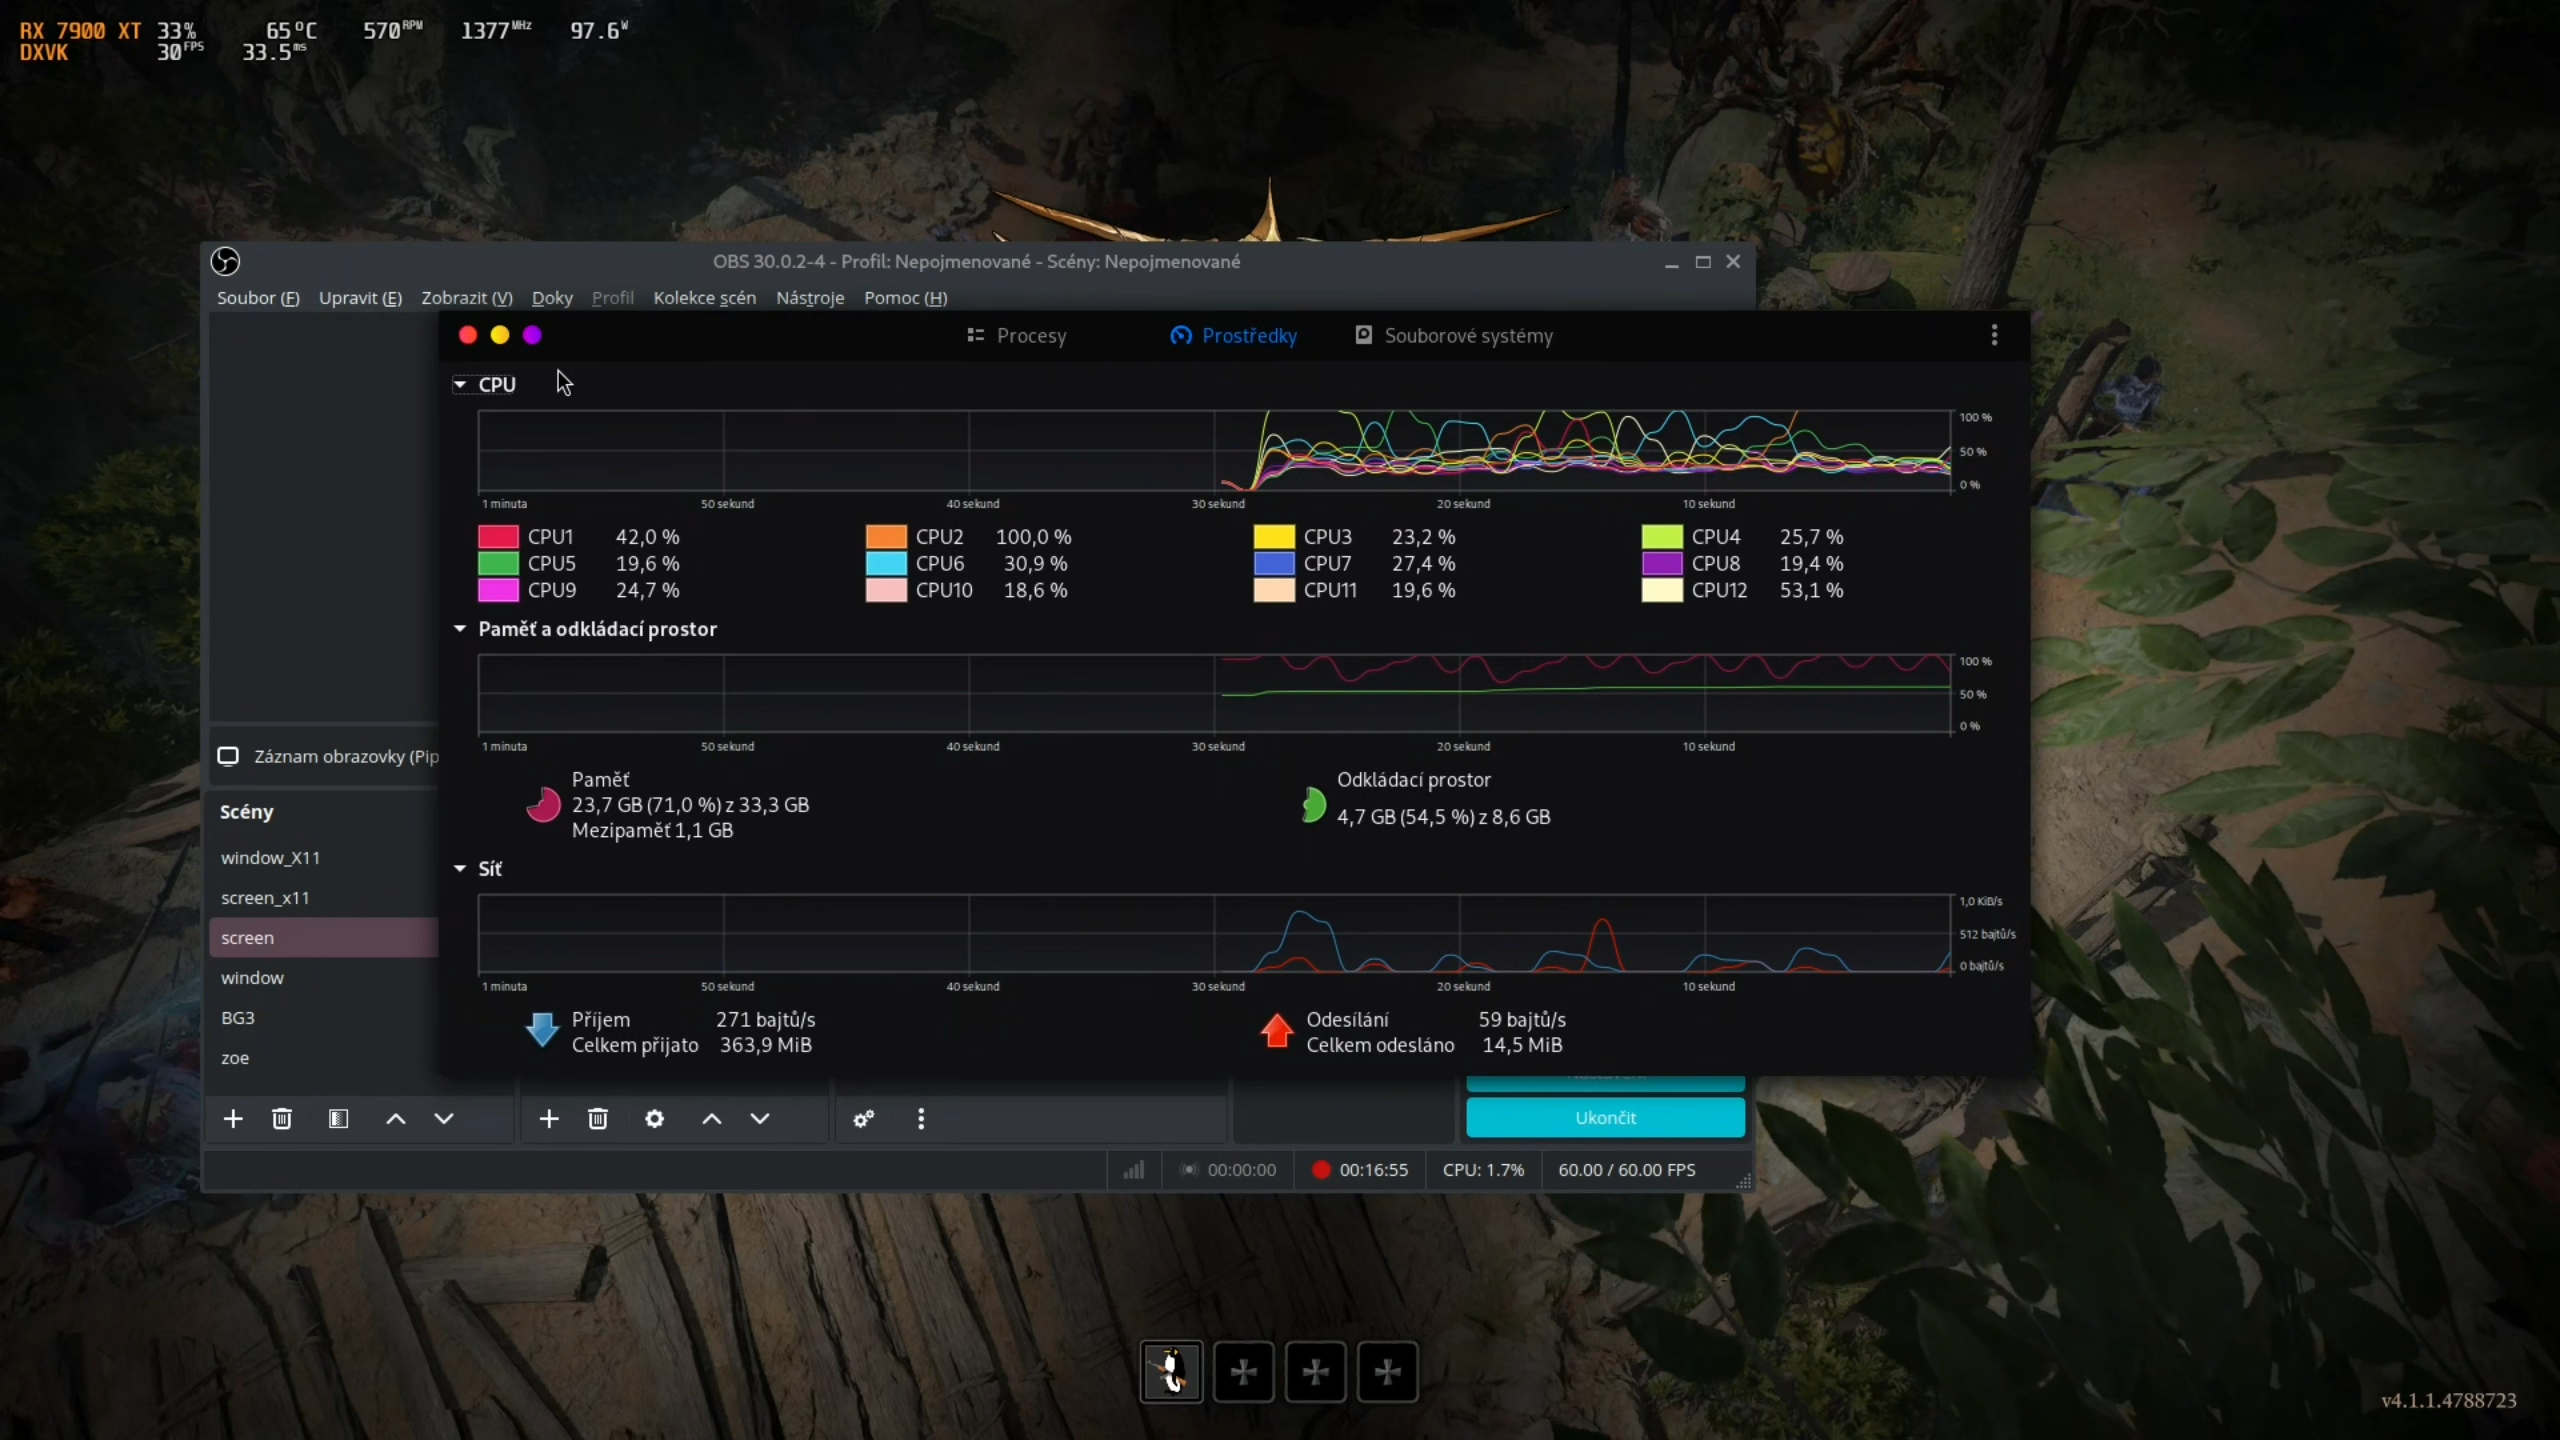 RX 7900 XT 33% 65°C 570RPM 1377MHz 97.6W
DXVK 30FPS 33.5ms
OBS 30.0.2-4 - Profil: Nepojmenované - Scény: Nepojmenované
Soubor (F) Upravit (E) Zobrazit (V) Doky Profil Kolekce scén Nástroje Pomoc (H)
Procesy Prostředky Souborové systémy
CPU
100 %
50 %
0 %
1 minuta 50 sekund 40 sekund 30 sekund 20 sekund 10 sekund
CPU1 42,0 % CPU2 100,0 % CPU3 23,2 % CPU4 25,7 %
CPU5 19,6 % CPU6 30,9 % CPU7 27,4 % CPU8 19,4 %
CPU9 24,7 % CPU10 18,6 % CPU11 19,6 % CPU12 53,1 %
Paměť a odkládací prostor
100 %
50 %
0 %
1 minuta 50 sekund 40 sekund 30 sekund 20 sekund 10 sekund
Záznam obrazovky (Pip
Paměť
23,7 GB (71,0 %) z 33,3 GB
Mezipaměť 1,1 GB
Odkládací prostor
4,7 GB (54,5 %) z 8,6 GB
Síť
1,0 KiB/s
512 bajtů/s
0 bajtů/s
1 minuta 50 sekund 40 sekund 30 sekund 20 sekund 10 sekund
Příjem 271 bajtů/s
Celkem přijato 363,9 MiB
Odesílání 59 bajtů/s
Celkem odesláno 14,5 MiB
Scény
window_X11
screen_x11
screen
window
BG3
zoe
Ukončit
00:00:00 00:16:55 CPU: 1.7% 60.00 / 60.00 FPS
v4.1.1.4788723